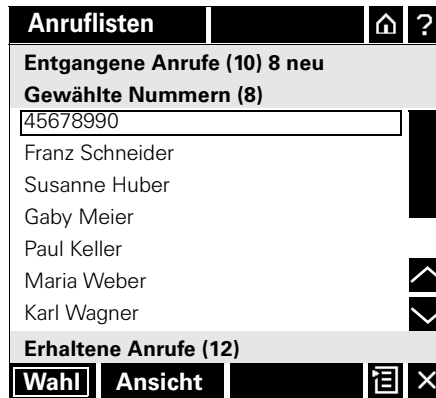 Anruflisten ?
Entgangene Anrufe (10) 8 neu
Gewählte Nummern (8)
45678990
Franz Schneider
Susanne Huber
Gaby Meier
Paul Keller
Maria Weber
Karl Wagner
Erhaltene Anrufe (12)
Wahl Ansicht